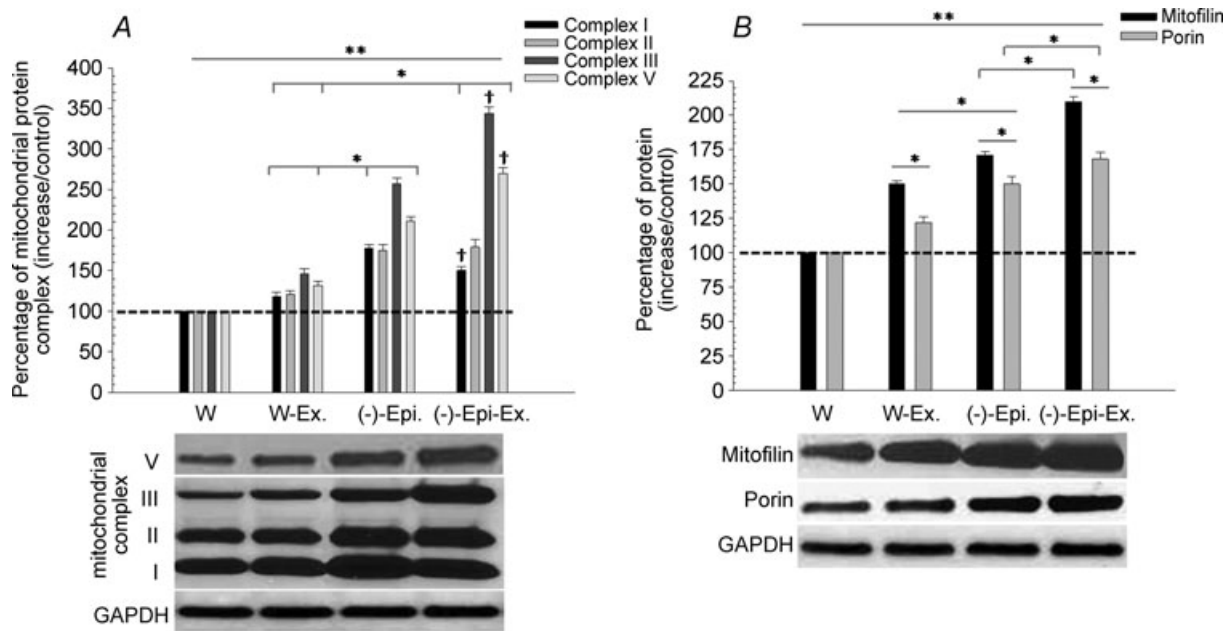 A
Complex I
Complex II
Complex III
Complex V
**
*
†
†
*
†
Percentage of mitochondrial protein
complex (increase/control)
400
350
300
250
200
150
100
50
0
W
W-Ex.
(-)-Epi.
(-)-Epi-Ex.
mitochondrial
complex
V
III
II
I
GAPDH
B
Mitofilin
Porin
**
*
*
*
*
*
*
Percentage of protein
(increase/control)
225
200
175
150
125
100
75
50
25
0
W
W-Ex.
(-)-Epi.
(-)-Epi-Ex.
Mitofilin
Porin
GAPDH